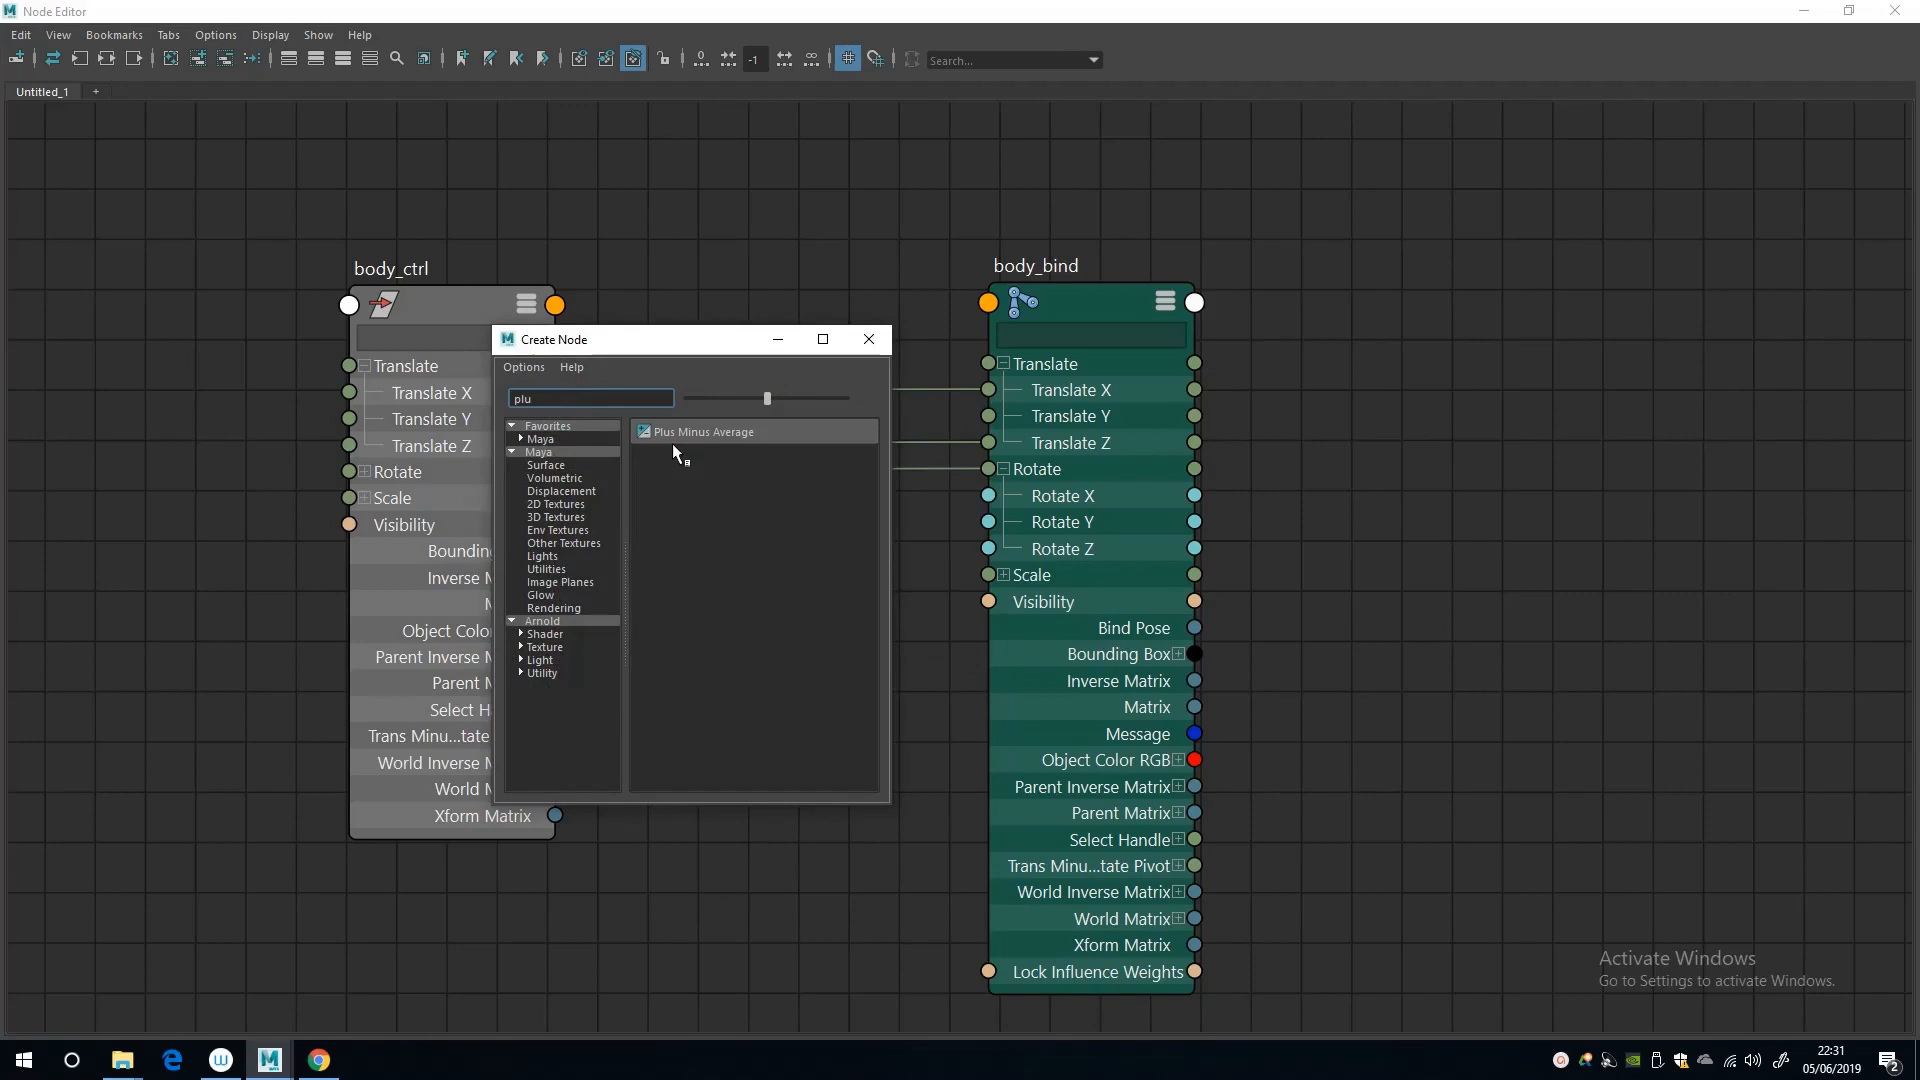 Node Editor
Edit View Bookmarks Tabs Options Display Show Help
-1
Search...
Untitled_1 +
body_ctrl
Translate
Translate X
Translate Y
Translate Z
Rotate
Scale
Visibility
Bounding
Inverse M
Object Colo
Parent Inverse M
Parent M
Select H
Trans Minu...tate
World Inverse M
World M
Xform Matrix
Create Node
Options Help
plu
Favorites
Maya
Maya
Surface
Volumetric
Displacement
2D Textures
3D Textures
Env Textures
Other Textures
Lights
Utilities
Image Planes
Glow
Rendering
Arnold
Shader
Texture
Light
Utility
Plus Minus Average
body_bind
Translate
Translate X
Translate Y
Translate Z
Rotate
Rotate X
Rotate Y
Rotate Z
Scale
Visibility
Bind Pose
Bounding Box
Inverse Matrix
Matrix
Message
Object Color RGB
Parent Inverse Matrix
Parent Matrix
Select Handle
Trans Minu...tate Pivot
World Inverse Matrix
World Matrix
Xform Matrix
Lock Influence Weights
Activate Windows
Go to Settings to activate Windows.
22:31
05/06/2019
2